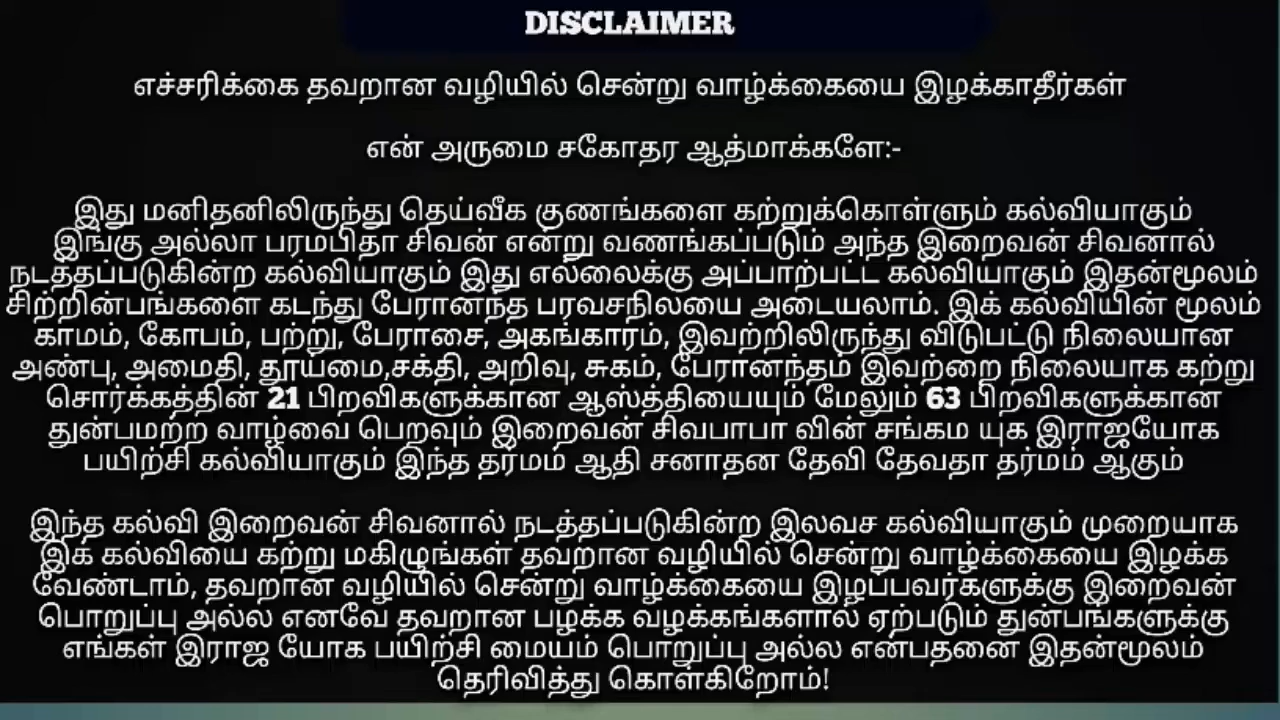 DISCLAIMER
எச்சரிக்கை தவறான வழியில் சென்று வாழ்க்கையை இழக்காதீர்கள்
என் அருமை சகோதர ஆத்மாக்களே:-
இது மனிதனிலிருந்து தெய்வீக குணங்களை கற்றுக்கொள்ளும் கல்வியாகும்
இங்கு அல்லா பரமபிதா சிவன் என்று வணங்கப்படும் அந்த இறைவன் சிவனால்
நடத்தப்படுகின்ற கல்வியாகும் இது எல்லைக்கு அப்பாற்பட்ட கல்வியாகும் இதன்மூலம்
சிற்றின்பங்களை கடந்து பேரானந்த பரவசநிலயை அடையலாம். இக் கல்வியின் மூலம்
காமம், கோபம், பற்று, பேராசை, அகங்காரம், இவற்றிலிருந்து விடுபட்டு நிலையான
அண்பு, அமைதி, தூய்மை,சக்தி, அறிவு, சுகம், பேரானந்தம் இவற்றை நிலையாக கற்று
சொர்க்கத்தின் 21 பிறவிகளுக்கான ஆஸ்த்தியையும் மேலும் 63 பிறவிகளுக்கான
துன்பமற்ற வாழ்வை பெறவும் இறைவன் சிவபாபா வின் சங்கம யுக இராஜயோக
பயிற்சி கல்வியாகும் இந்த தர்மம் ஆதி சனாதன தேவி தேவதா தர்மம் ஆகும்
இந்த கல்வி இறைவன் சிவனால் நடத்தப்படுகின்ற இலவச கல்வியாகும் முறையாக
இக் கல்வியை கற்று மகிழுங்கள் தவறான வழியில் சென்று வாழ்க்கையை இழக்க
வேண்டாம், தவறான வழியில் சென்று வாழ்க்கையை இழப்பவர்களுக்கு இறைவன்
பொறுப்பு அல்ல எனவே தவறான பழக்க வழக்கங்களால் ஏற்படும் துன்பங்களுக்கு
எங்கள் இராஜ யோக பயிற்சி மையம் பொறுப்பு அல்ல என்பதனை இதன்மூலம்
தெரிவித்து கொள்கிறோம்!